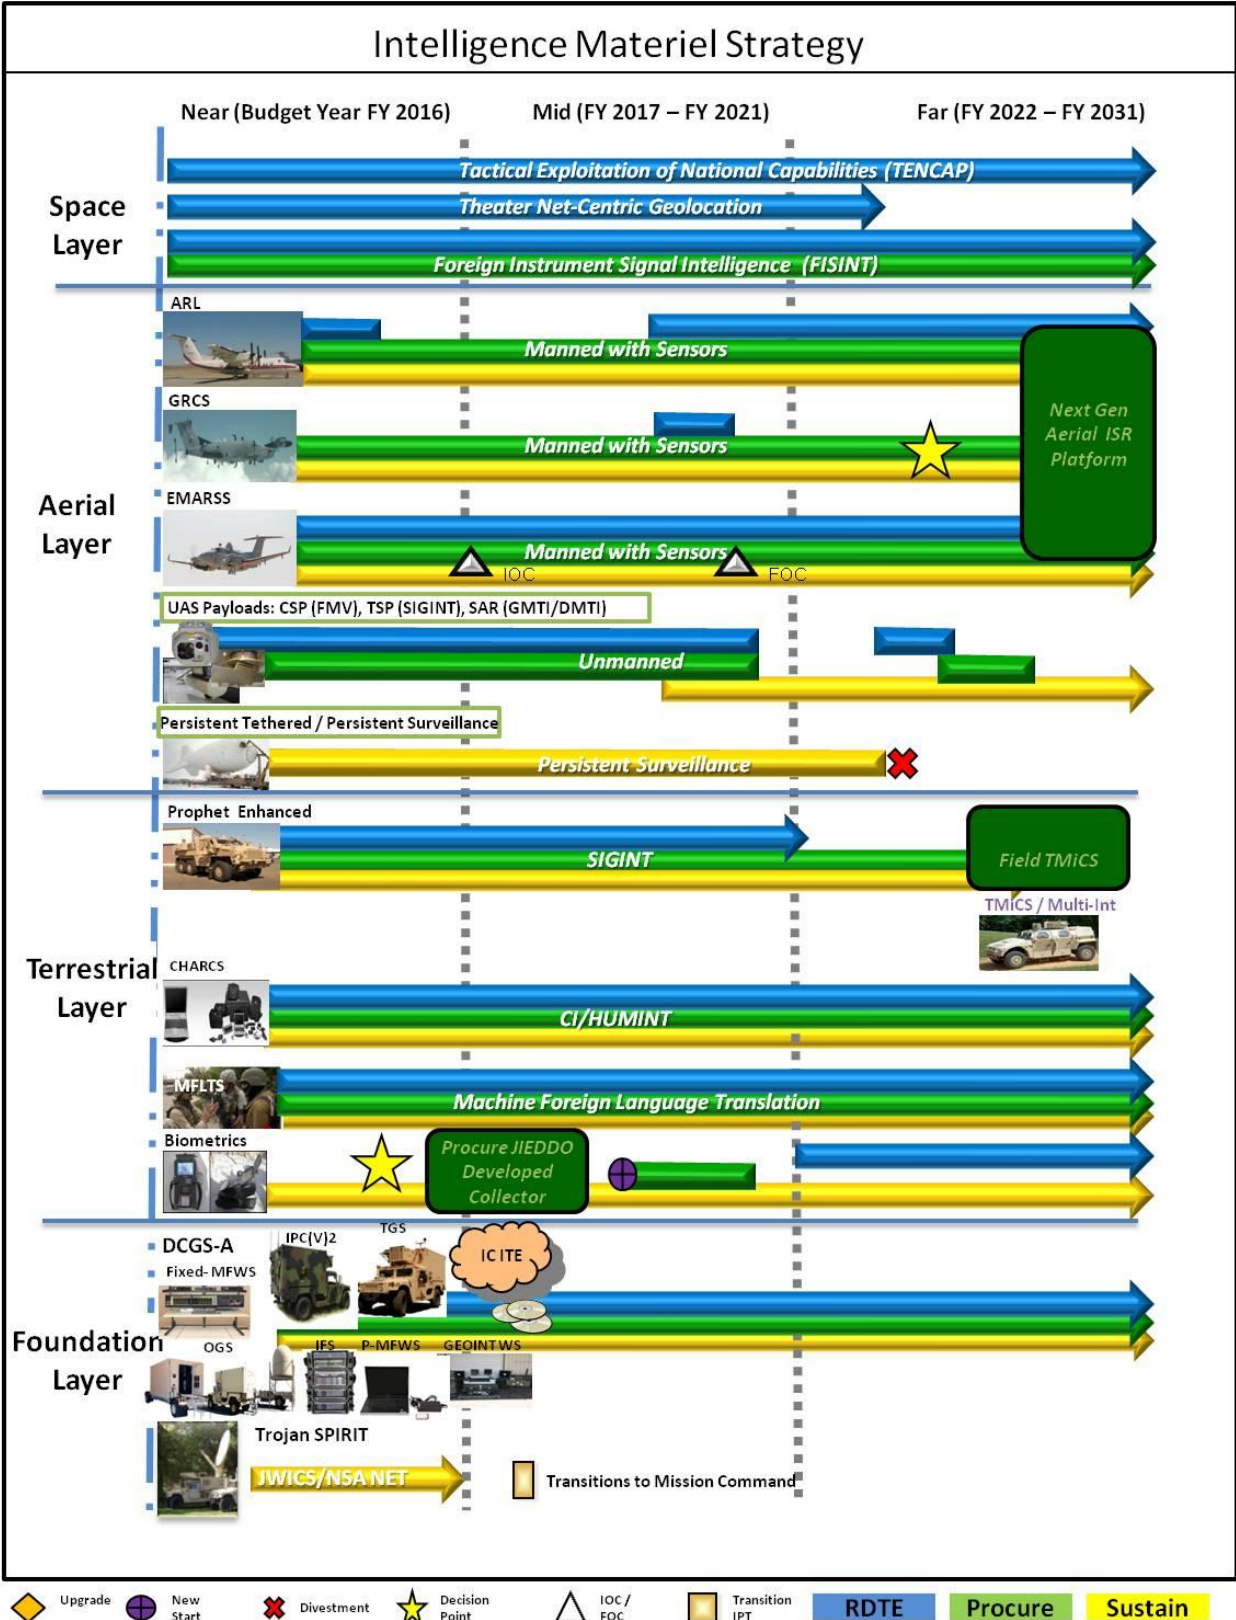 Intelligence Materiel Strategy
Near (Budget Year FY 2016)
Mid (FY 2017 – FY 2021)
Far (FY 2022 – FY 2031)
Space
Layer
Tactical Exploitation of National Capabilities (TENCAP)
Theater Net-Centric Geolocation
Foreign Instrument Signal Intelligence (FISINT)
Aerial
Layer
ARL
Manned with Sensors
GRCS
Manned with Sensors
Next Gen
Aerial ISR
Platform
EMARSS
Manned with Sensors
IOC
FOC
UAS Payloads: CSP (FMV), TSP (SIGINT), SAR (GMTI/DMTI)
Unmanned
Persistent Tethered / Persistent Surveillance
Persistent Surveillance
Terrestrial
Layer
Prophet Enhanced
SIGINT
Field TMiCS
TMiCS / Multi-Int
CHARCS
CI/HUMINT
MFLTS
Machine Foreign Language Translation
Biometrics
Procure JIEDDO
Developed
Collector
Foundation
Layer
DCGS-A
IPC(V)2
TGS
IC ITE
Fixed- MFWS
OGS
IFS
P-MFWS
GEOINT WS
Trojan SPIRIT
JWICS/NSA NET
Transitions to Mission Command
Upgrade
New
Start
Divestment
Decision
Point
IOC /
FOC
Transition
IPT
RDTE
Procure
Sustain